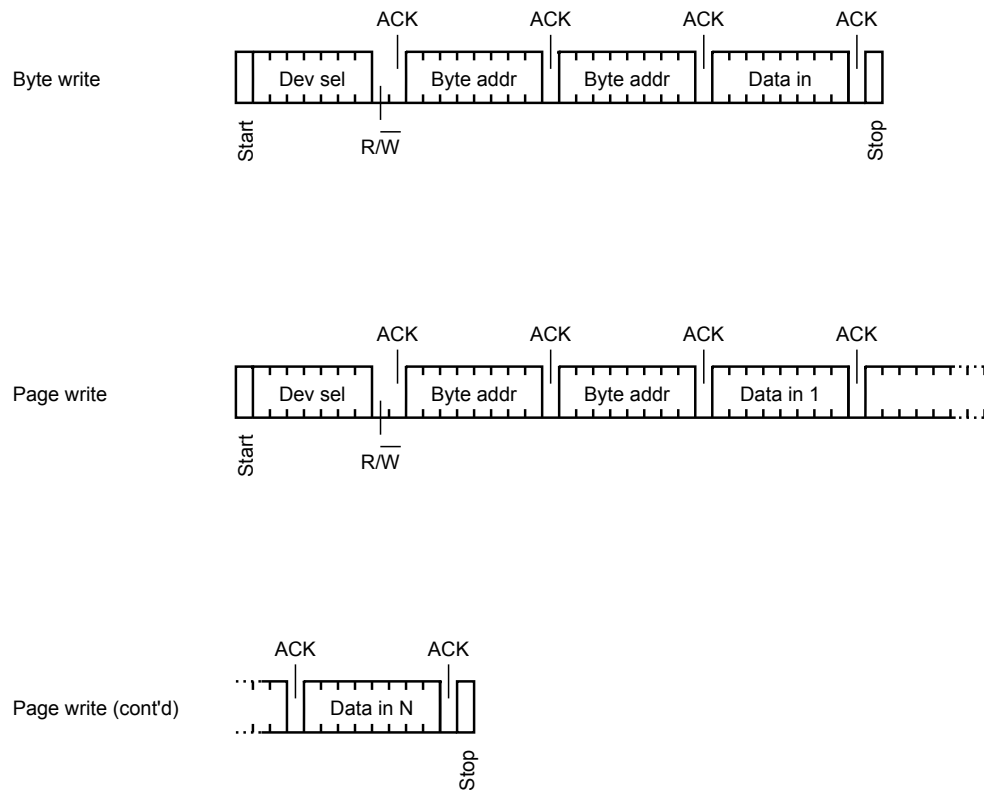 ACK ACK ACK ACK
Byte write Dev sel Byte addr Byte addr Data in
Start R/W̅ Stop
ACK ACK ACK ACK
Page write Dev sel Byte addr Byte addr Data in 1
Start R/W̅
ACK ACK
Page write (cont'd) Data in N
Stop